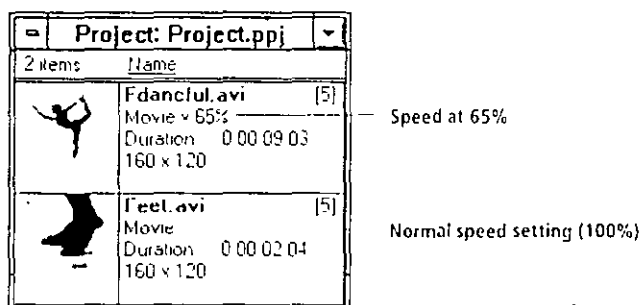 Project: Project.ppj
2 items Name
Fdancful.avi [5]
Movie × 65%
Speed at 65%
Duration 0:00:09:03
160 × 120
Feet.avi [5]
Movie
Normal speed setting (100%)
Duration 0:00:02:04
160 × 120